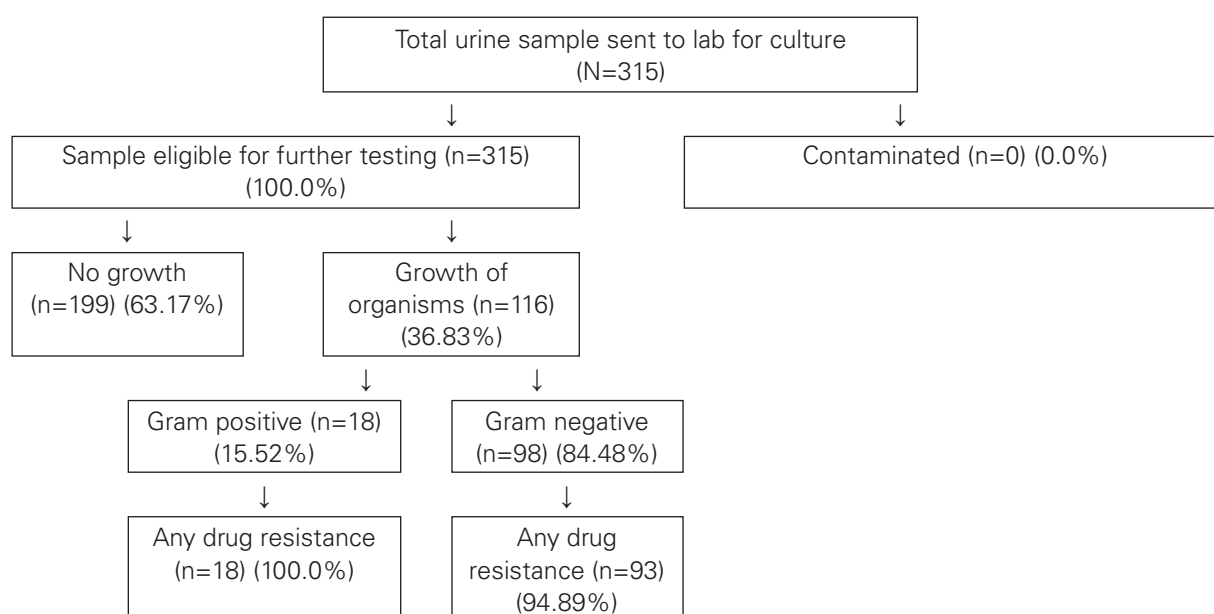 Total urine sample sent to lab for culture
(N=315)
↓
↓
Sample eligible for further testing (n=315)
(100.0%)
Contaminated (n=0) (0.0%)
↓
↓
No growth
(n=199) (63.17%)
Growth of
organisms (n=116)
(36.83%)
↓
↓
Gram positive (n=18)
(15.52%)
Gram negative
(n=98) (84.48%)
↓
↓
Any drug resistance
(n=18) (100.0%)
Any drug
resistance (n=93)
(94.89%)